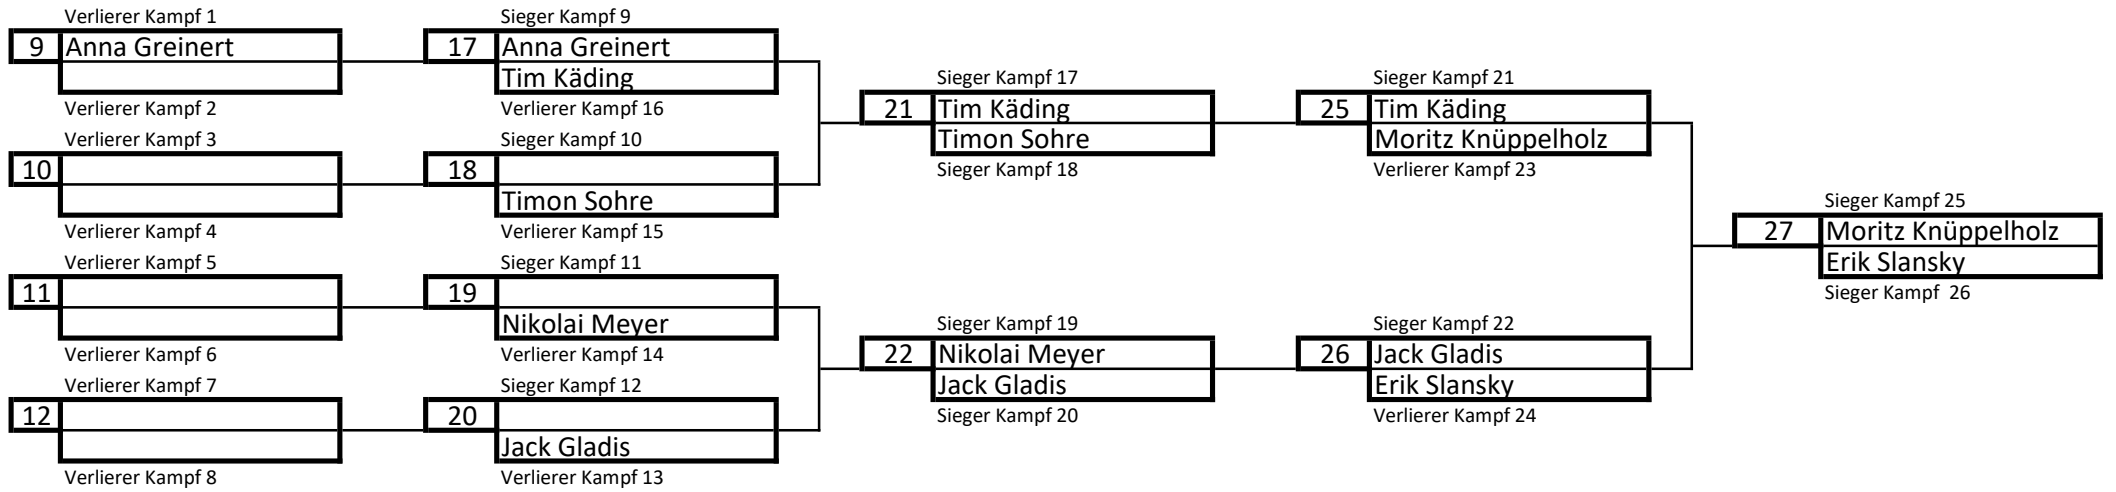 Verlierer Kampf 1
9 Anna Greinert
Verlierer Kampf 2
Verlierer Kampf 3
10
Verlierer Kampf 4
Verlierer Kampf 5
11
Verlierer Kampf 6
Verlierer Kampf 7
12
Verlierer Kampf 8
Sieger Kampf 9
17 Anna Greinert
Tim Käding
Verlierer Kampf 16
Sieger Kampf 10
18
Timon Sohre
Verlierer Kampf 15
Sieger Kampf 11
19
Nikolai Meyer
Verlierer Kampf 14
Sieger Kampf 12
20
Jack Gladis
Verlierer Kampf 13
Sieger Kampf 17
21 Tim Käding
Timon Sohre
Sieger Kampf 18
Sieger Kampf 19
22 Nikolai Meyer
Jack Gladis
Sieger Kampf 20
Sieger Kampf 21
25 Tim Käding
Moritz Knüppelholz
Verlierer Kampf 23
Sieger Kampf 22
26 Jack Gladis
Erik Slansky
Verlierer Kampf 24
Sieger Kampf 25
27 Moritz Knüppelholz
Erik Slansky
Sieger Kampf 26